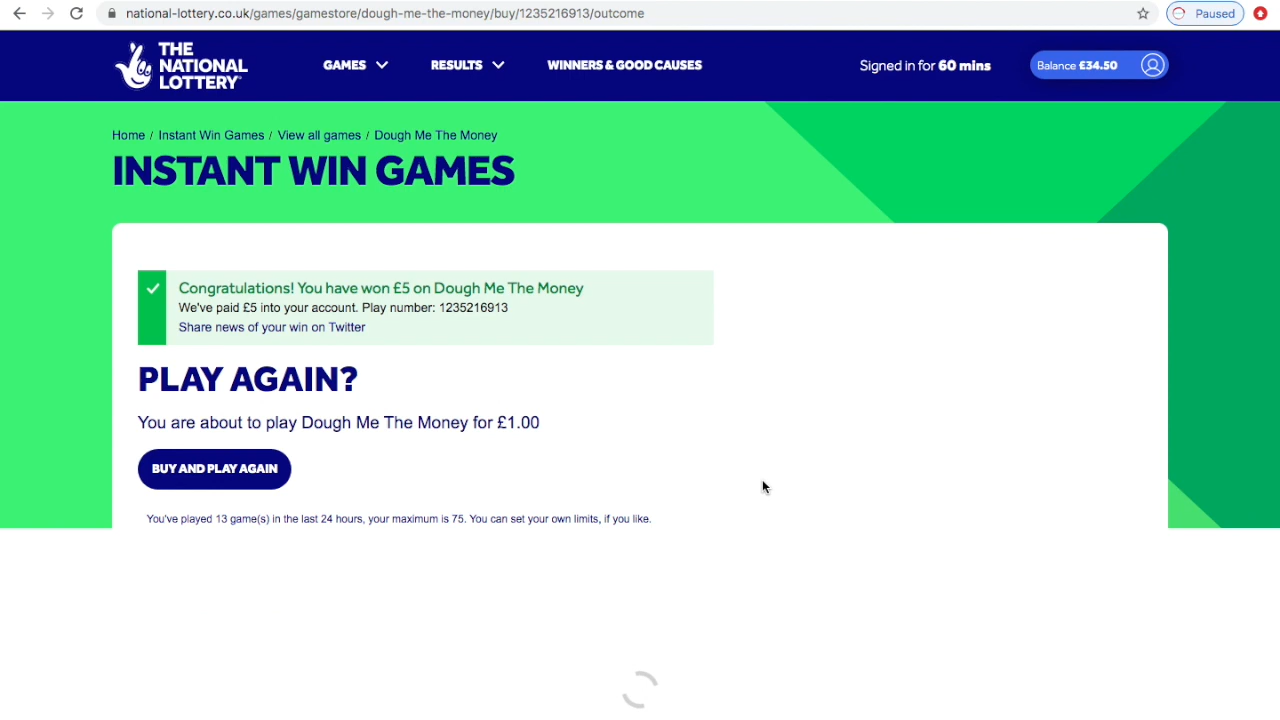 national-lottery.co.uk/games/gamestore/dough-me-the-money/buy/1235216913/outcome
Paused
THE
NATIONAL
LOTTERY
GAMES
RESULTS
WINNERS & GOOD CAUSES
Signed in for 60 mins
Balance £34.50
Home / Instant Win Games / View all games / Dough Me The Money
INSTANT WIN GAMES
Congratulations! You have won £5 on Dough Me The Money
We've paid £5 into your account. Play number: 1235216913
Share news of your win on Twitter
PLAY AGAIN?
You are about to play Dough Me The Money for £1.00
BUY AND PLAY AGAIN
You've played 13 game(s) in the last 24 hours, your maximum is 75. You can set your own limits, if you like.